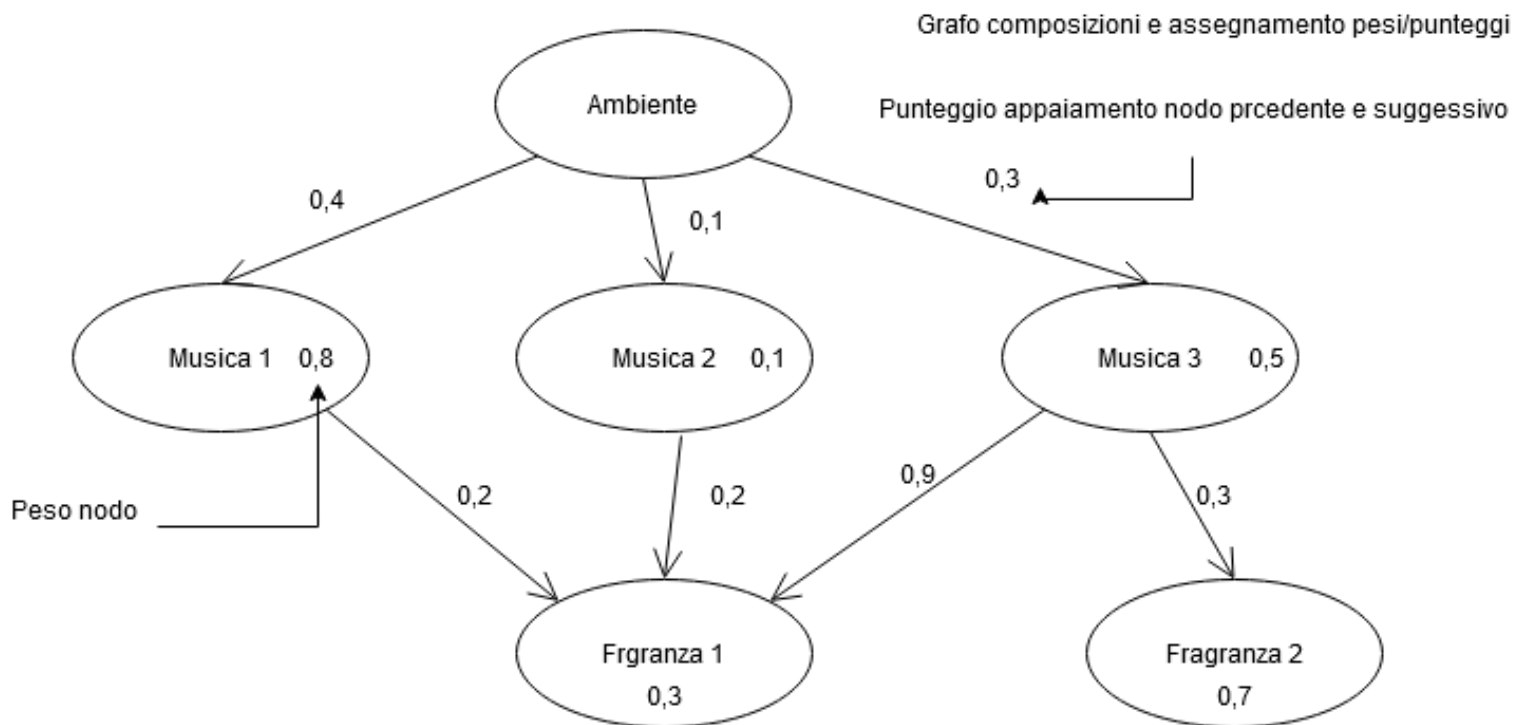 Grafo composizioni e assegnamento pesi/punteggi
Ambiente
Punteggio appaiamento nodo prcedente e suggessivo
0,4
0,1
0,3
Musica 1 0,8
Musica 2 0,1
Musica 3 0,5
Peso nodo
0,2
0,2
0,9
0,3
Frgranza 1
0,3
Fragranza 2
0,7